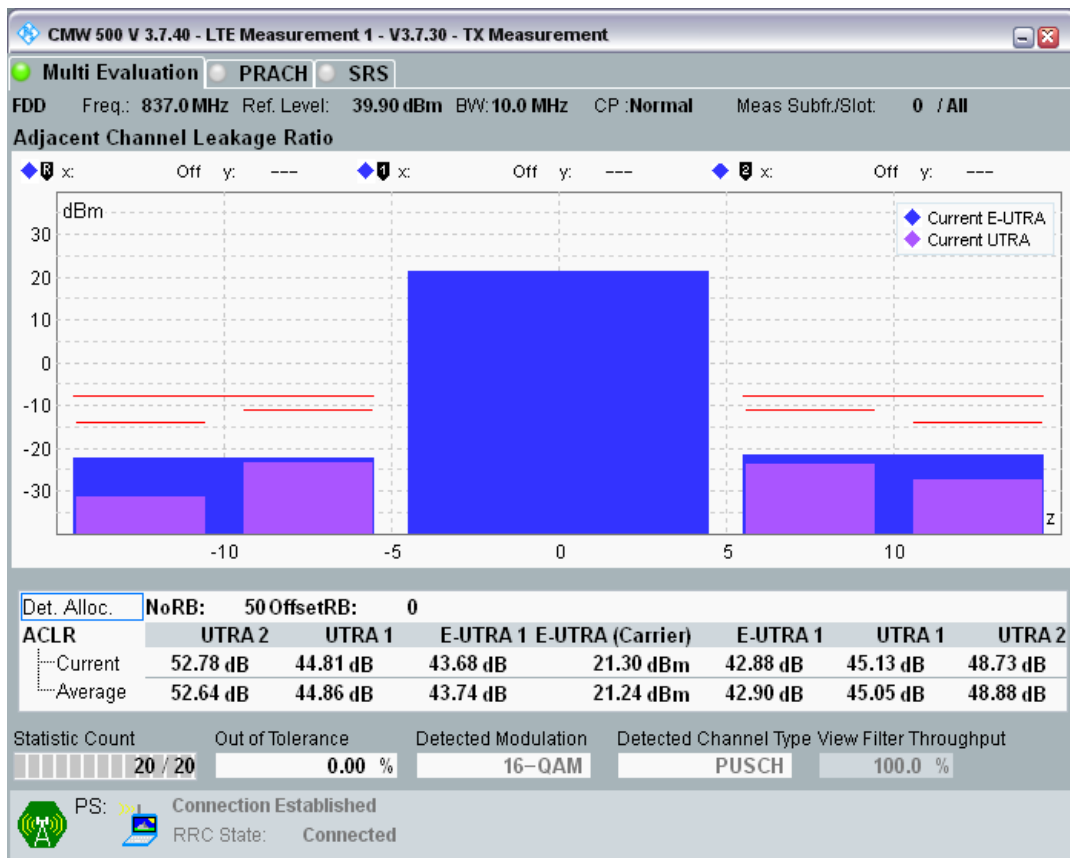 CMW 500 V 3.7.40 - LTE Measurement 1 - V3.7.30 - TX Measurement
Multi Evaluation PRACH SRS
FDD Freq.: 837.0 MHz Ref. Level: 39.90 dBm BW: 10.0 MHz CP :Normal Meas Subfr./Slot: 0 / All
Adjacent Channel Leakage Ratio
R x: Off y: --- 1 x: Off y: --- 2 x: Off y: ---
dBm
Current E-UTRA
Current UTRA
30
20
10
0
-10
-20
-30
z
-10 -5 0 5 10
Det. Alloc. NoRB: 50 OffsetRB: 0
ACLR UTRA 2 UTRA 1 E-UTRA 1 E-UTRA (Carrier) E-UTRA 1 UTRA 1 UTRA 2
Current 52.78 dB 44.81 dB 43.68 dB 21.30 dBm 42.88 dB 45.13 dB 48.73 dB
Average 52.64 dB 44.86 dB 43.74 dB 21.24 dBm 42.90 dB 45.05 dB 48.88 dB
Statistic Count Out of Tolerance Detected Modulation Detected Channel Type View Filter Throughput
20 / 20 0.00 % 16-QAM PUSCH 100.0 %
PS: Connection Established
RRC State: Connected